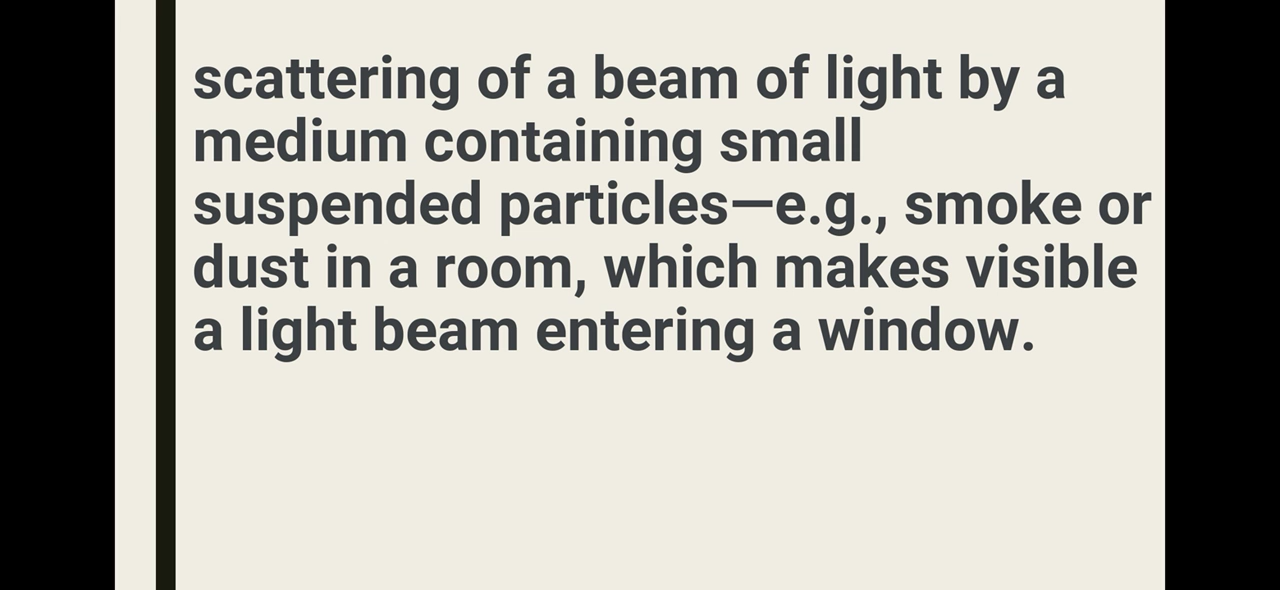 scattering of a beam of light by a
medium containing small
suspended particles—e.g., smoke or
dust in a room, which makes visible
a light beam entering a window.